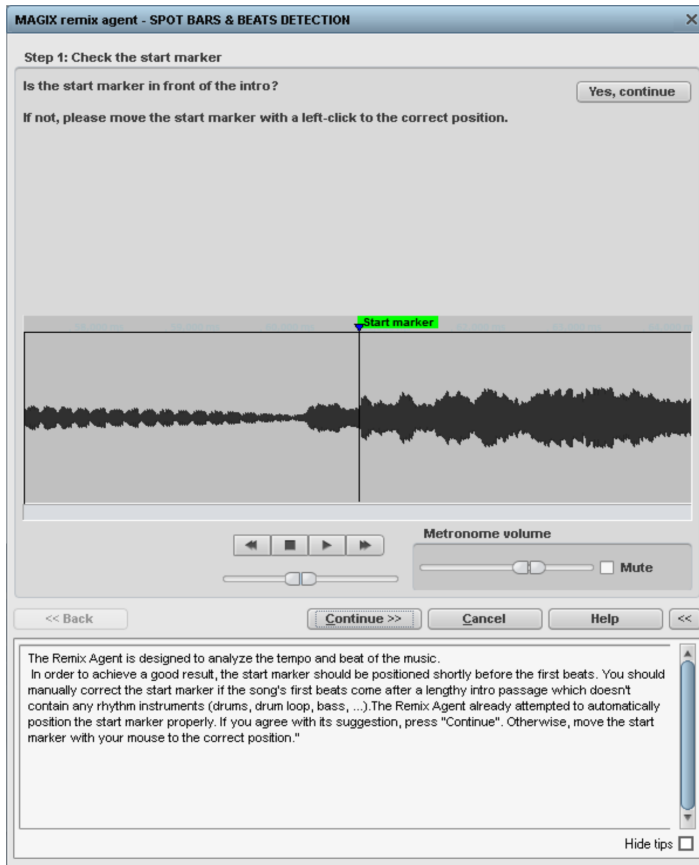 MAGIX remix agent - SPOT BARS & BEATS DETECTION
Step 1: Check the start marker
Is the start marker in front of the intro?
Yes, continue
If not, please move the start marker with a left-click to the correct position.
Start marker
Metronome volume
Mute
<< Back
Continue >>
Cancel
Help
<<
The Remix Agent is designed to analyze the tempo and beat of the music.
In order to achieve a good result, the start marker should be positioned shortly before the first beats. You should
manually correct the start marker if the song's first beats come after a lengthy intro passage which doesn't
contain any rhythm instruments (drums, drum loop, bass, ...).The Remix Agent already attempted to automatically
position the start marker properly. If you agree with its suggestion, press "Continue". Otherwise, move the start
marker with your mouse to the correct position."
Hide tips